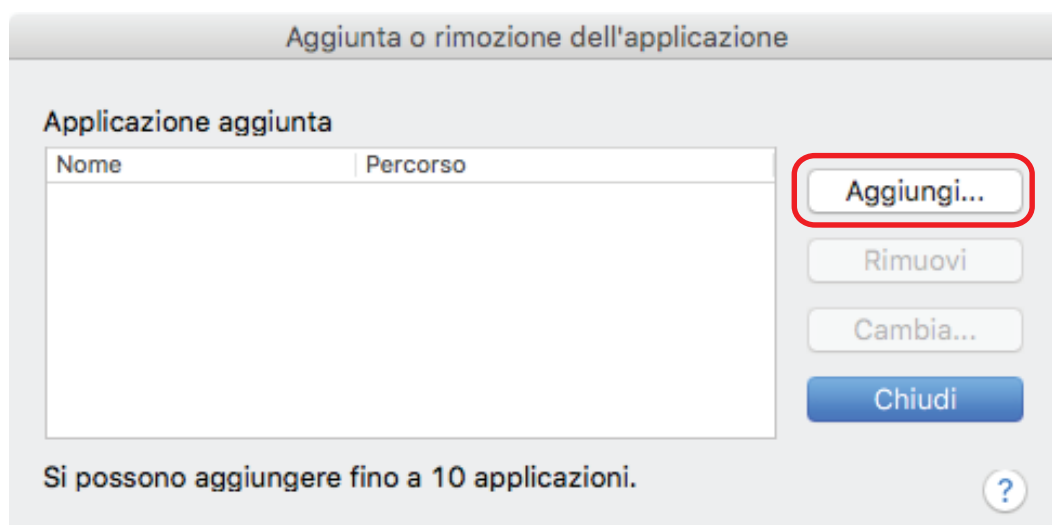 Aggiunta o rimozione dell'applicazione
Applicazione aggiunta
Nome Percorso
Aggiungi...
Rimuovi
Cambia...
Chiudi
Si possono aggiungere fino a 10 applicazioni.
?